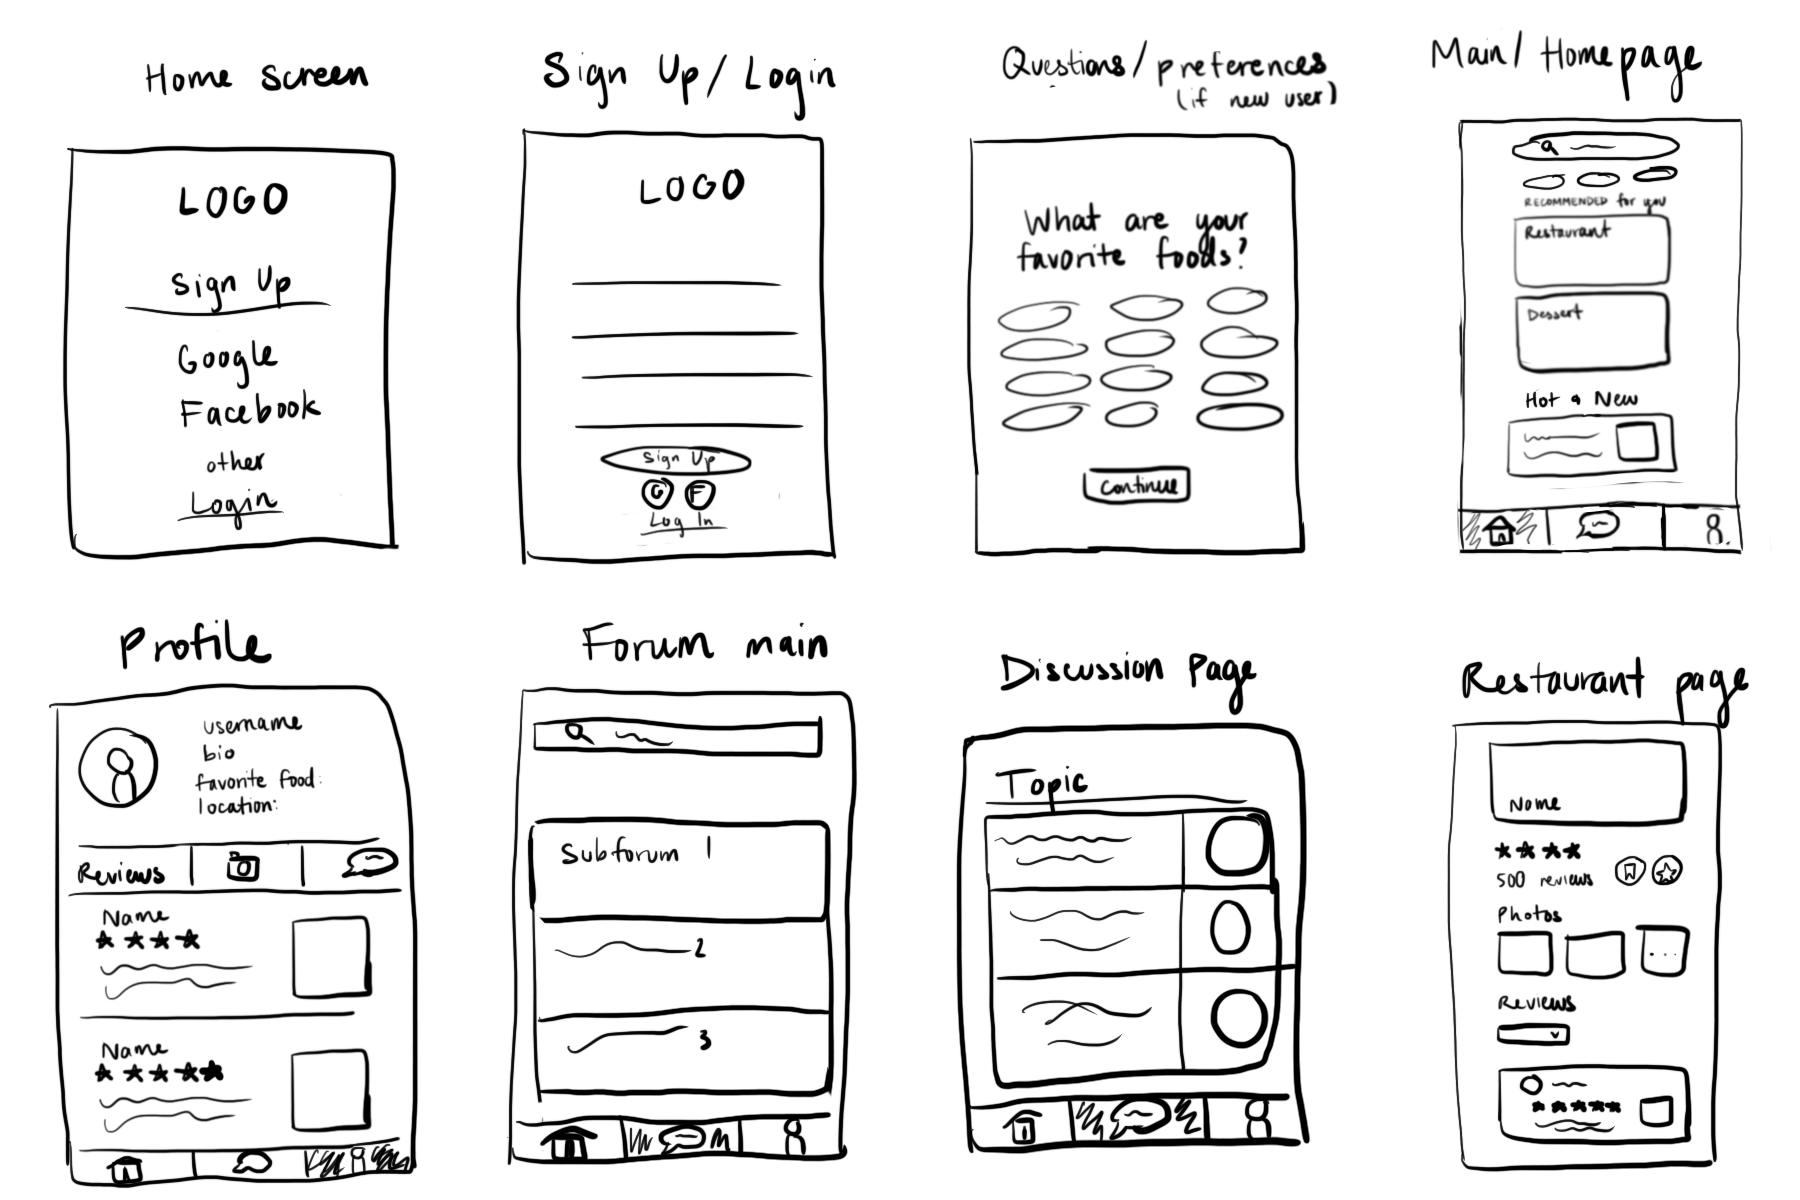 Home Screen
LOGO
Sign Up
Google
Facebook
other
Login
Sign Up / Login
LOGO
Sign Up
G F
Log In
Questions / preferences
(if new user)
What are your
favorite foods?
Continue
Main / Homepage
RECOMMENDED for you
Restaurant
Dessert
Hot & New
Profile
username
bio
favorite food:
location:
Reviews
Name
Name
Forum main
Subforum 1
2
3
Discussion Page
Topic
Restaurant page
Name
500 reviews
Photos
...
Reviews